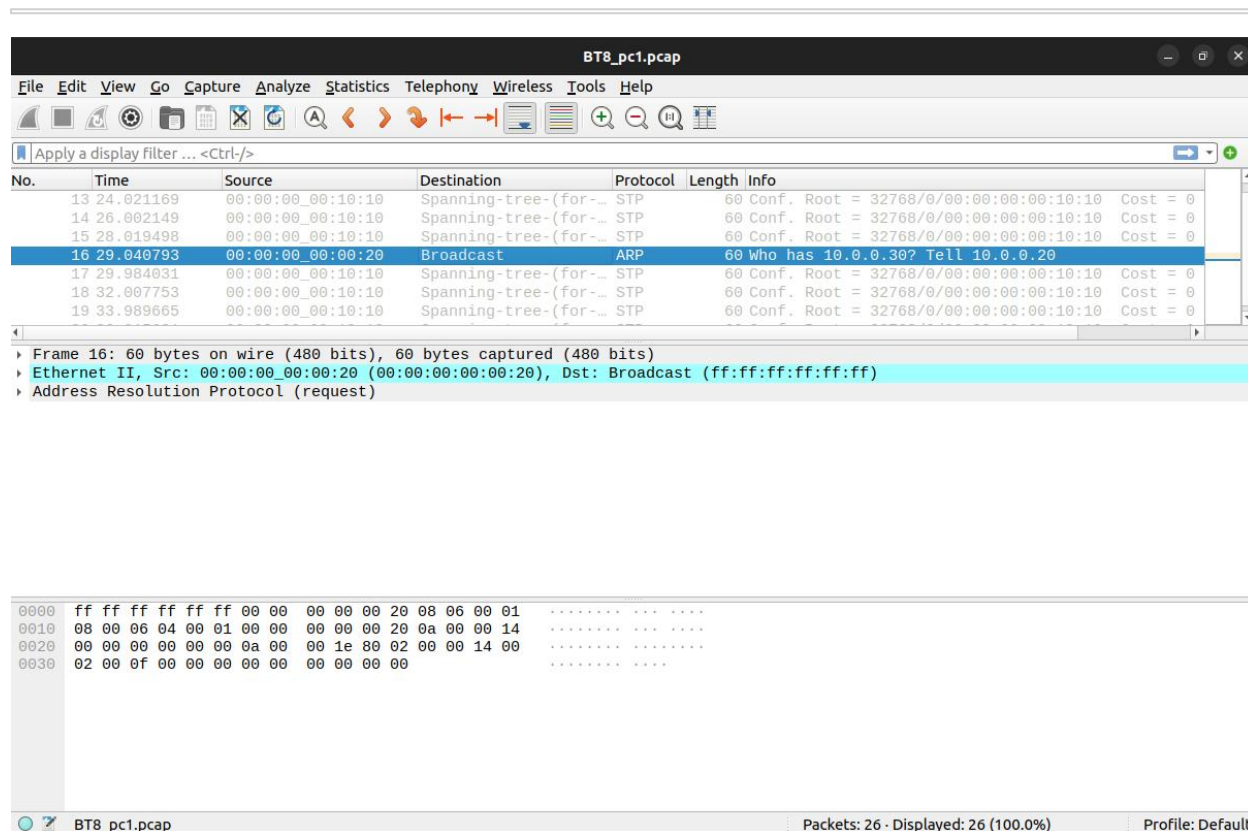 BT8_pc1.pcap
File Edit View Go Capture Analyze Statistics Telephony Wireless Tools Help
Apply a display filter … <Ctrl-/>
No. Time Source Destination Protocol Length Info
13 24.021169 00:00:00_00:10:10 Spanning-tree-(for-… STP 60 Conf. Root = 32768/0/00:00:00:00:10:10 Cost = 0
14 26.002149 00:00:00_00:10:10 Spanning-tree-(for-… STP 60 Conf. Root = 32768/0/00:00:00:00:10:10 Cost = 0
15 28.019498 00:00:00_00:10:10 Spanning-tree-(for-… STP 60 Conf. Root = 32768/0/00:00:00:00:10:10 Cost = 0
16 29.040793 00:00:00_00:00:20 Broadcast ARP 60 Who has 10.0.0.30? Tell 10.0.0.20
17 29.984031 00:00:00_00:10:10 Spanning-tree-(for-… STP 60 Conf. Root = 32768/0/00:00:00:00:10:10 Cost = 0
18 32.007753 00:00:00_00:10:10 Spanning-tree-(for-… STP 60 Conf. Root = 32768/0/00:00:00:00:10:10 Cost = 0
19 33.989665 00:00:00_00:10:10 Spanning-tree-(for-… STP 60 Conf. Root = 32768/0/00:00:00:00:10:10 Cost = 0
Frame 16: 60 bytes on wire (480 bits), 60 bytes captured (480 bits)
Ethernet II, Src: 00:00:00_00:00:20 (00:00:00:00:00:20), Dst: Broadcast (ff:ff:ff:ff:ff:ff)
Address Resolution Protocol (request)
0000 ff ff ff ff ff ff 00 00 00 00 00 20 08 06 00 01 ········ ··· ····
0010 08 00 06 04 00 01 00 00 00 00 00 20 0a 00 00 14 ········ ··· ····
0020 00 00 00 00 00 00 0a 00 00 1e 80 02 00 00 14 00 ········ ········
0030 02 00 0f 00 00 00 00 00 00 00 00 00 ········ ····
BT8_pc1.pcap Packets: 26 · Displayed: 26 (100.0%) Profile: Default